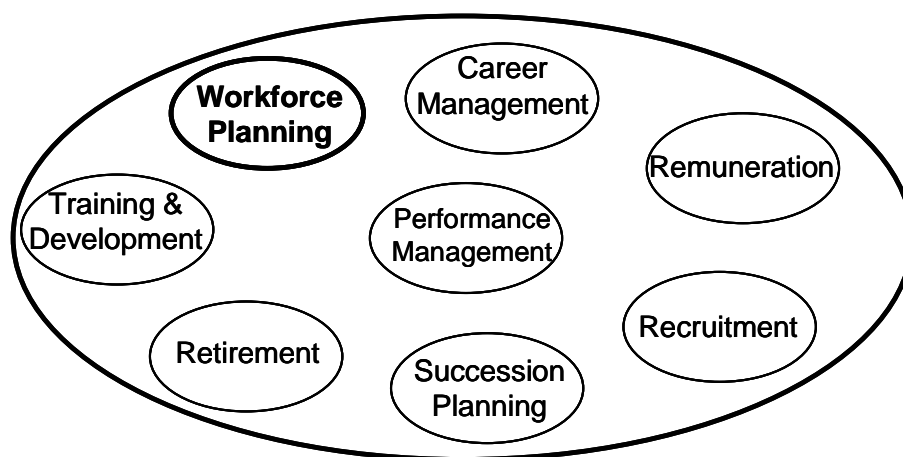 Workforce
Planning
Career
Management
Remuneration
Training &
Development
Performance
Management
Recruitment
Retirement
Succession
Planning